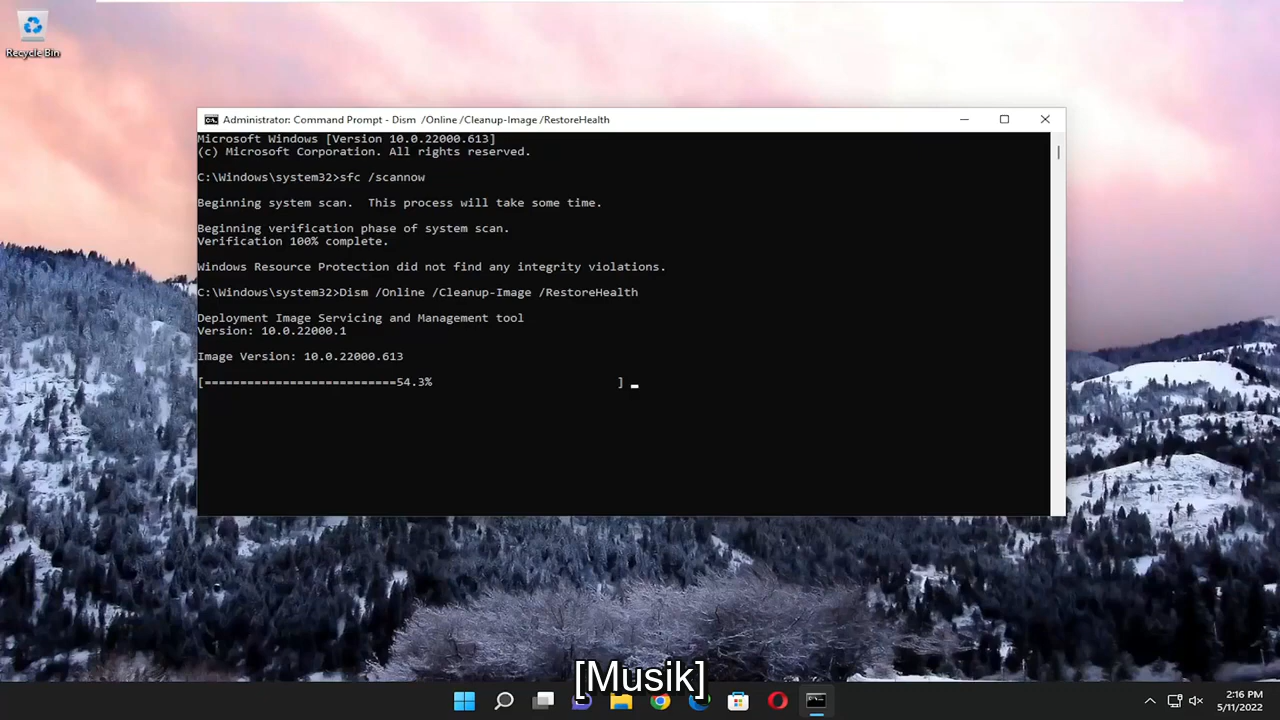 Recycle Bin
Administrator: Command Prompt - Dism  /Online /Cleanup-Image /RestoreHealth
Microsoft Windows [Version 10.0.22000.613]
(c) Microsoft Corporation. All rights reserved.
C:\Windows\system32>sfc /scannow
Beginning system scan.  This process will take some time.
Beginning verification phase of system scan.
Verification 100% complete.
Windows Resource Protection did not find any integrity violations.
C:\Windows\system32>Dism /Online /Cleanup-Image /RestoreHealth
Deployment Image Servicing and Management tool
Version: 10.0.22000.1
Image Version: 10.0.22000.613
[===========================54.3%                          ]
[Musik]
2:16 PM
5/11/2022